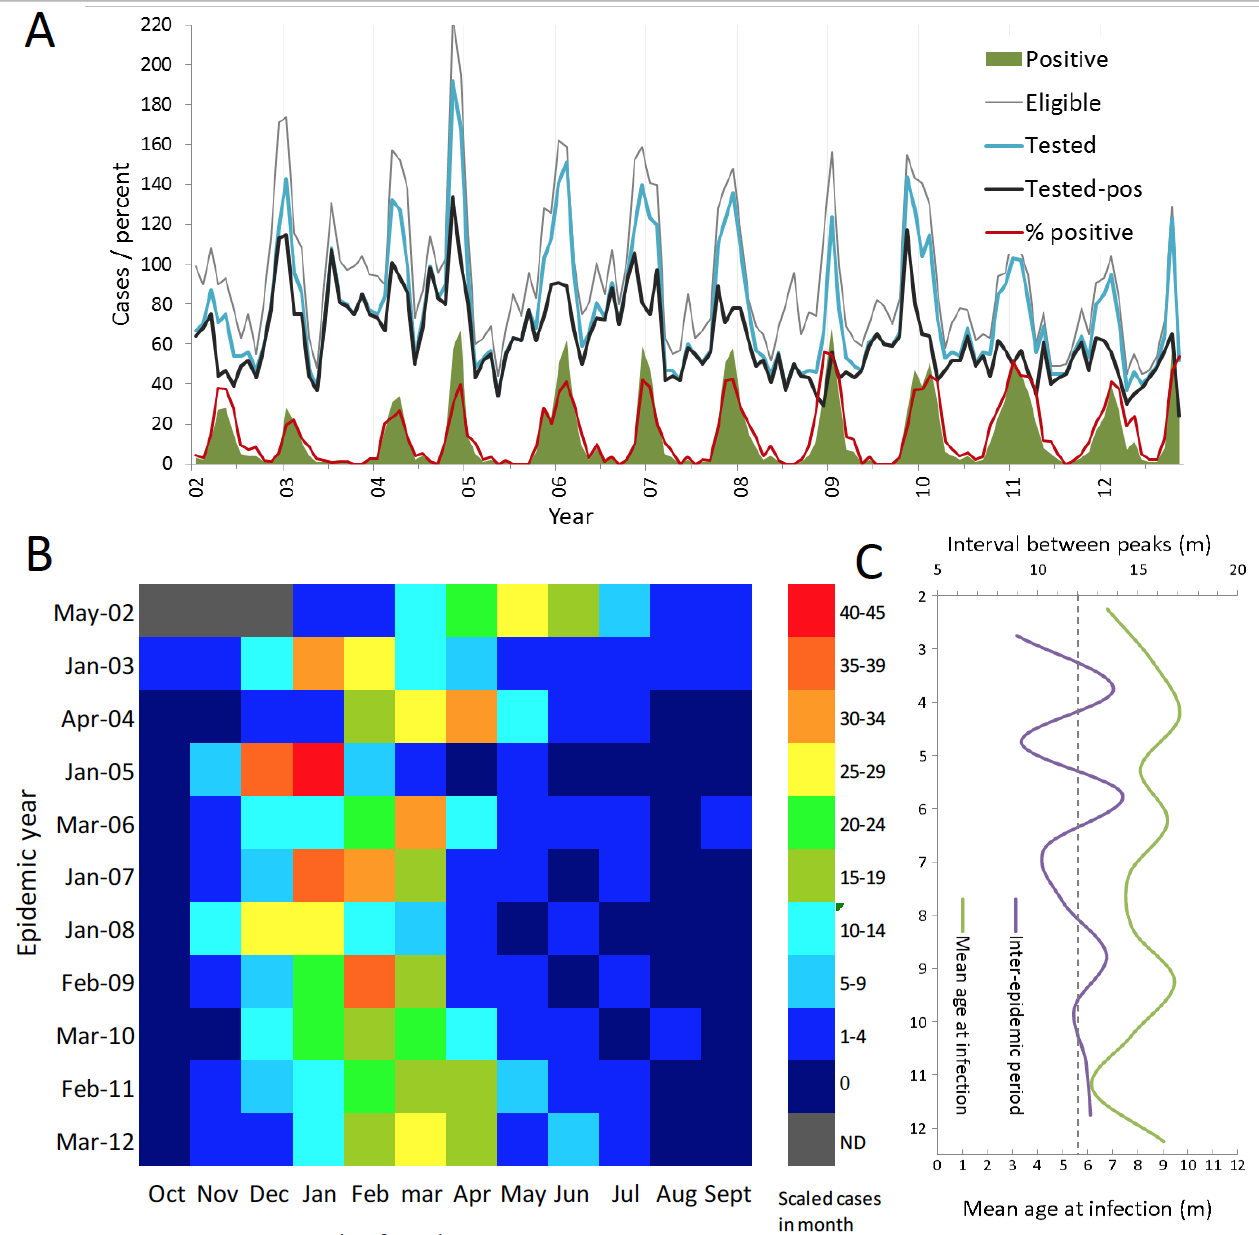 A
220
200
180
160
140
120
100
80
60
40
20
0
Cases / percent
02 03 04 05 06 07 08 09 10 11 12
Year
Positive
Eligible
Tested
Tested-pos
% positive
B
Epidemic year
May-02
Jan-03
Apr-04
Jan-05
Mar-06
Jan-07
Jan-08
Feb-09
Mar-10
Feb-11
Mar-12
Oct Nov Dec Jan Feb mar Apr May Jun Jul Aug Sept
40-45
35-39
30-34
25-29
20-24
15-19
10-14
5-9
1-4
0
ND
Scaled cases
in month
C
Interval between peaks (m)
5 10 15 20
2
3
4
5
6
7
8
9
10
11
12
Mean age at infection
Inter-epidemic period
0 1 2 3 4 5 6 7 8 9 10 11 12
Mean age at infection (m)